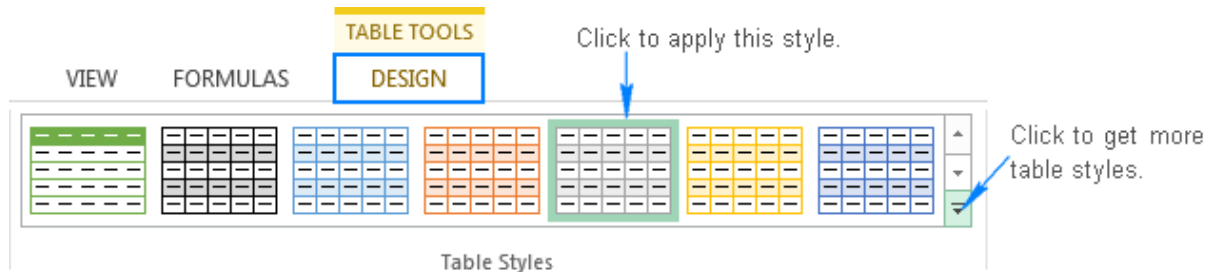 TABLE TOOLS
Click to apply this style.
VIEW FORMULAS DESIGN
Click to get more
table styles.
Table Styles